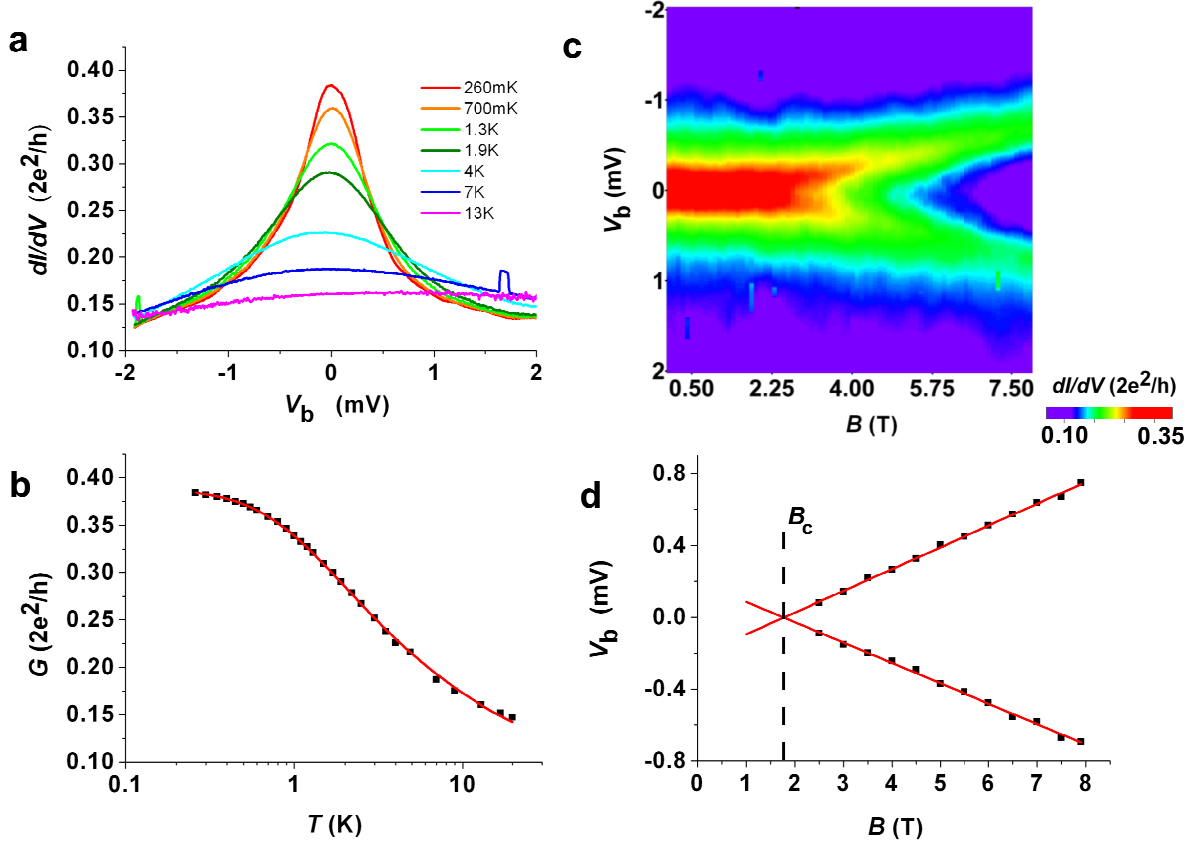 a
dI/dV (2e²/h)
0.40
0.35
0.30
0.25
0.20
0.15
0.10
-2
-1
0
1
2
V_b (mV)
260mK
700mK
1.3K
1.9K
4K
7K
13K
c
V_b (mV)
-2
-1
0
1
2
0.50
2.25
4.00
5.75
7.50
B (T)
dI/dV (2e²/h)
0.10
0.35
b
G (2e²/h)
0.40
0.35
0.30
0.25
0.20
0.15
0.10
0.1
1
10
T (K)
d
V_b (mV)
0.8
0.4
0.0
-0.4
-0.8
B_c
0
1
2
3
4
5
6
7
8
B (T)